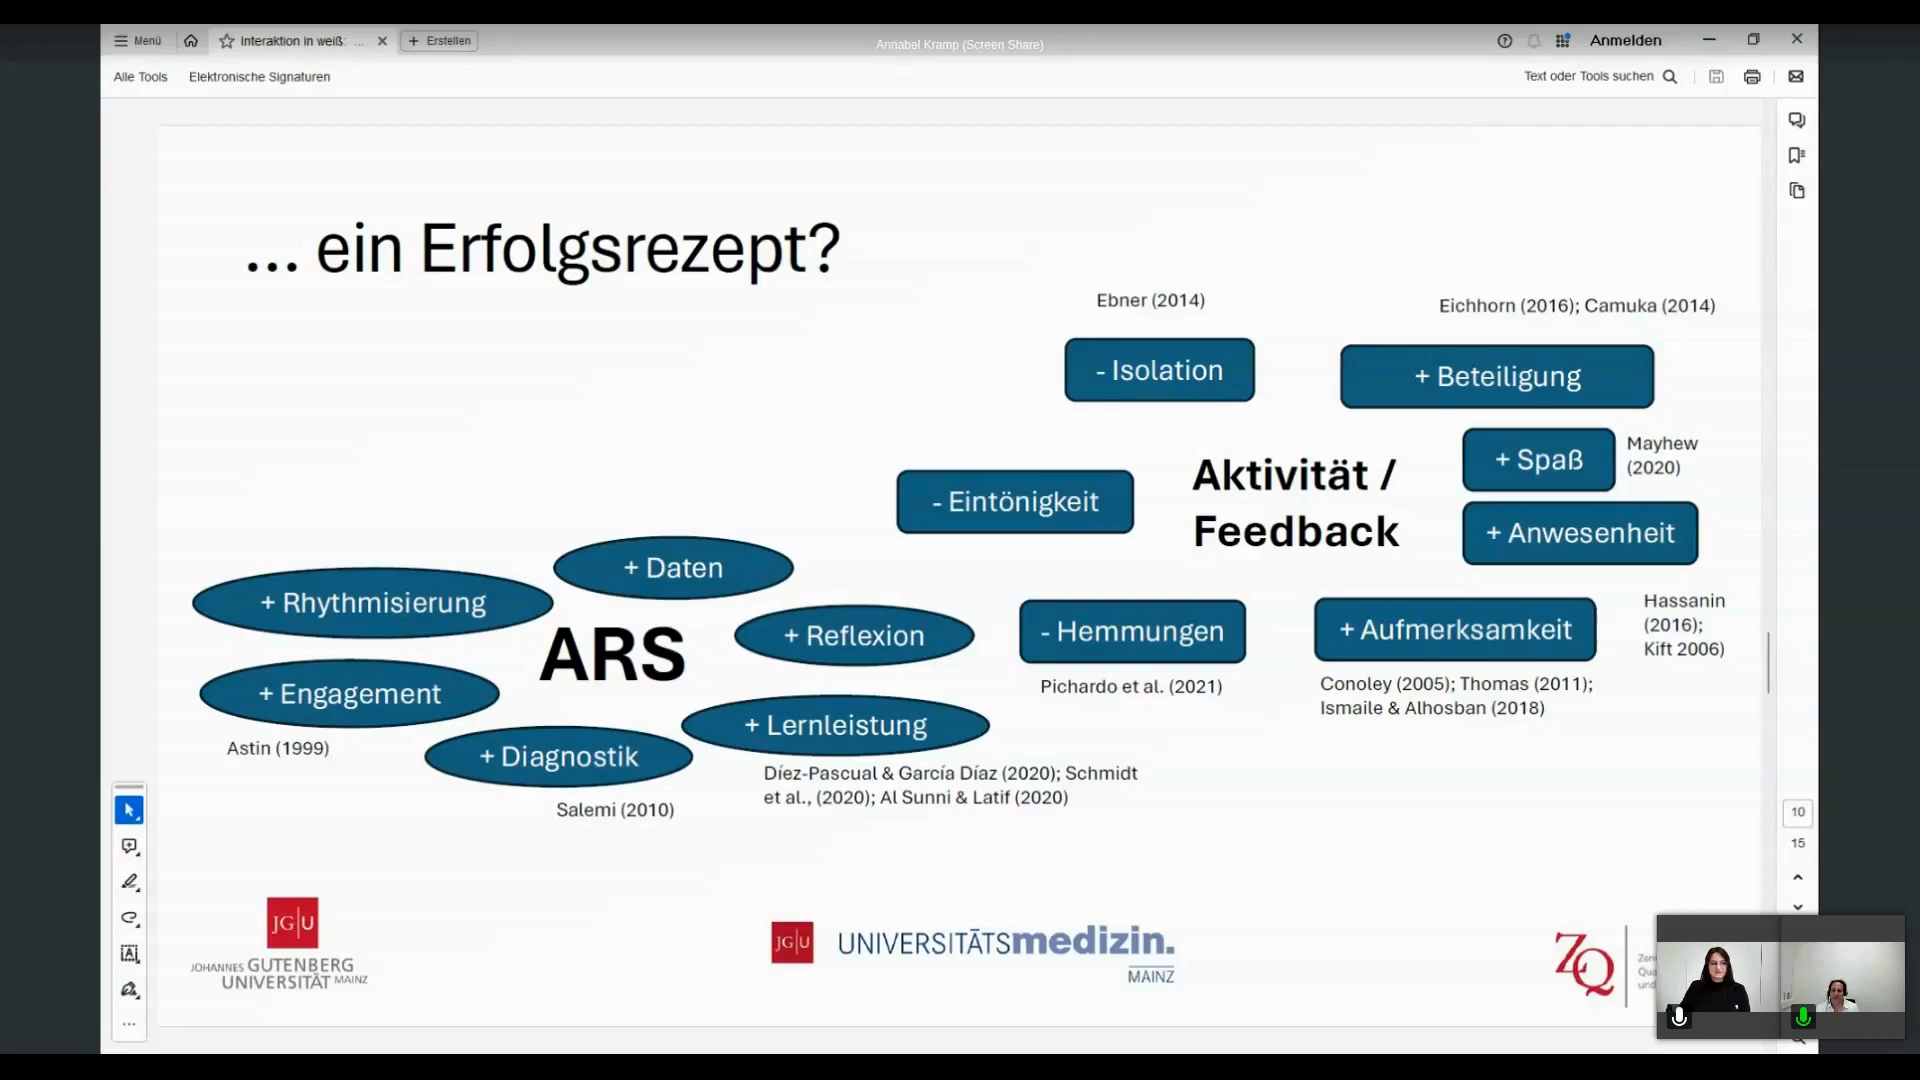 Menü
Interaktion in weiß: ...
Erstellen
Annabel Kramp (Screen Share)
Anmelden
Alle Tools
Elektronische Signaturen
Text oder Tools suchen
... ein Erfolgsrezept?
Ebner (2014)
Eichhorn (2016); Camuka (2014)
- Isolation
+ Beteiligung
+ Spaß
Mayhew
(2020)
Aktivität /
Feedback
- Eintönigkeit
+ Anwesenheit
+ Daten
+ Rhythmisierung
+ Reflexion
- Hemmungen
+ Aufmerksamkeit
Hassanin
(2016);
Kift 2006)
ARS
+ Engagement
Pichardo et al. (2021)
Conoley (2005); Thomas (2011);
Ismaile & Alhosban (2018)
+ Lernleistung
Astin (1999)
+ Diagnostik
Díez-Pascual & García Díaz (2020); Schmidt
et al., (2020); Al Sunni & Latif (2020)
Salemi (2010)
10
15
JG|U
JOHANNES GUTENBERG
UNIVERSITÄT MAINZ
JG|U
UNIVERSITÄTSmedizin.
MAINZ
ZQ